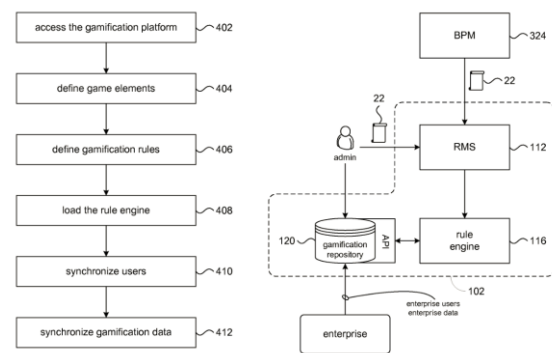 access the gamification platform
402
define game elements
404
define gamification rules
406
load the rule engine
408
synchronize users
410
synchronize gamification data
412
BPM
324
22
22
admin
RMS
112
120
gamification
repository
API
rule
engine
116
102
enterprise users
enterprise data
enterprise